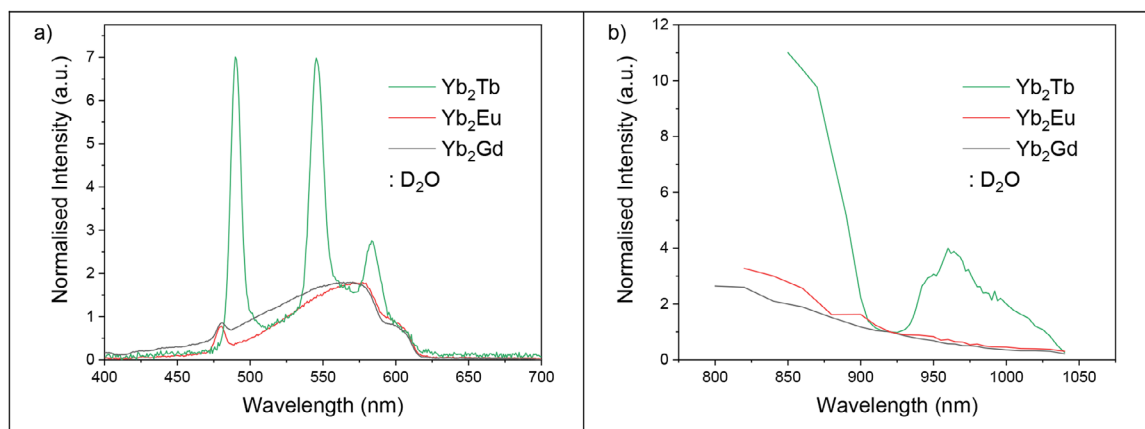 a)
Normalised Intensity (a.u.)
7
6
5
4
3
2
1
0
Yb₂Tb
Yb₂Eu
Yb₂Gd
: D₂O
400 450 500 550 600 650 700
Wavelength (nm)
b)
Normalised Intensity (a.u.)
12
10
8
6
4
2
0
Yb₂Tb
Yb₂Eu
Yb₂Gd
: D₂O
800 850 900 950 1000 1050
Wavelength (nm)